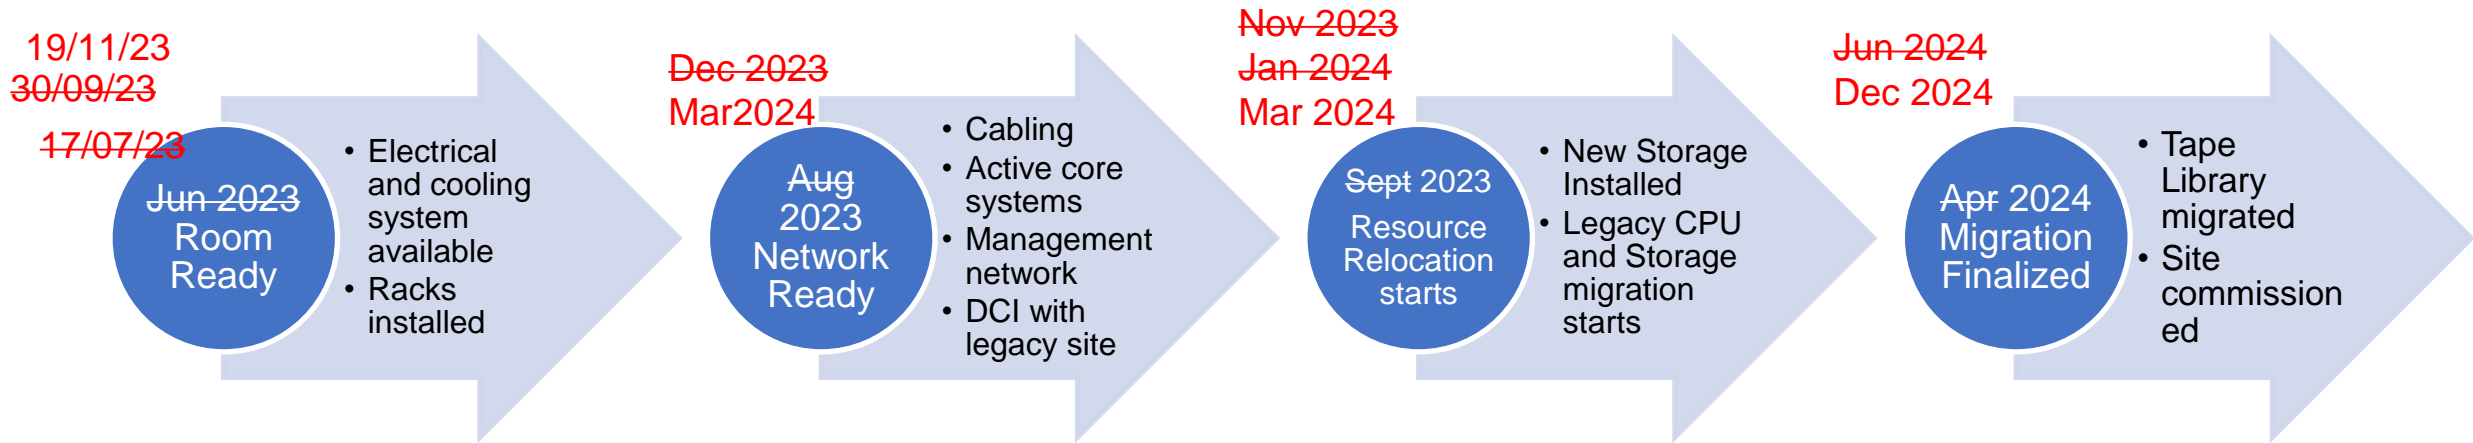 19/11/23
30/09/23
17/07/23
Jun 2023
Room
Ready
• Electrical
and cooling
system
available
• Racks
installed
Dec 2023
Mar2024
Aug
2023
Network
Ready
• Cabling
• Active core
systems
• Management
network
• DCI with
legacy site
Nov 2023
Jan 2024
Mar 2024
Sept 2023
Resource
Relocation
starts
• New Storage
Installed
• Legacy CPU
and Storage
migration
starts
Jun 2024
Dec 2024
Apr 2024
Migration
Finalized
• Tape
Library
migrated
• Site
commission
ed